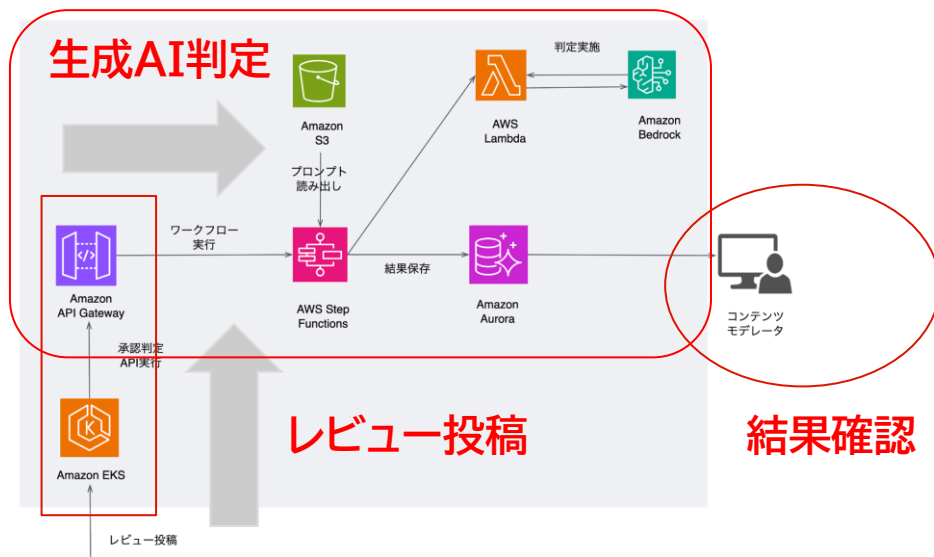 生成AI判定
判定実施
Amazon
S3
AWS
Lambda
Amazon
Bedrock
プロンプト
読み出し
ワークフロー
実行
結果保存
Amazon
API Gateway
AWS Step
Functions
Amazon
Aurora
コンテンツ
モデレータ
承認判定
API実行
レビュー投稿
結果確認
K
Amazon EKS
レビュー投稿